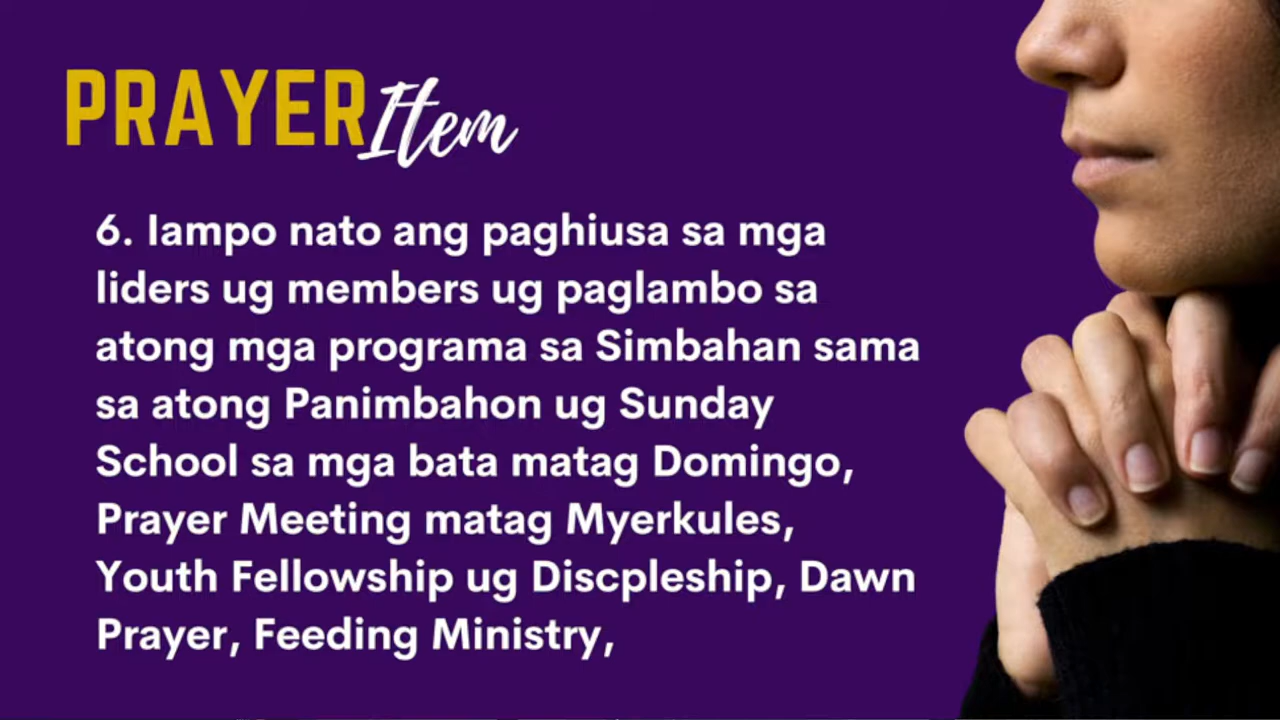 PRAYER Item
6. Iampo nato ang paghiusa sa mga
liders ug members ug paglambo sa
atong mga programa sa Simbahan sama
sa atong Panimbahon ug Sunday
School sa mga bata matag Domingo,
Prayer Meeting matag Myerkules,
Youth Fellowship ug Discpleship, Dawn
Prayer, Feeding Ministry,